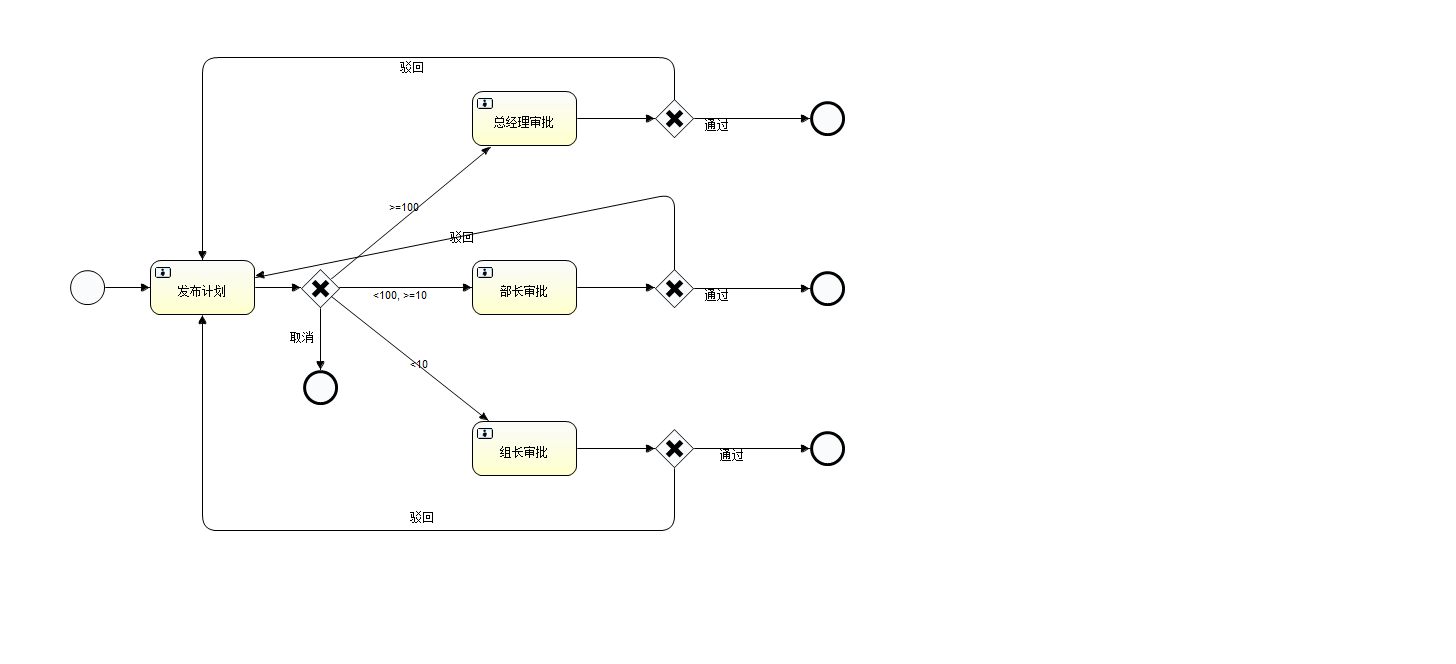 驳回
总经理审批
通过
>=100
驳回
发布计划
<100, >=10
部长审批
通过
取消
<10
组长审批
通过
驳回